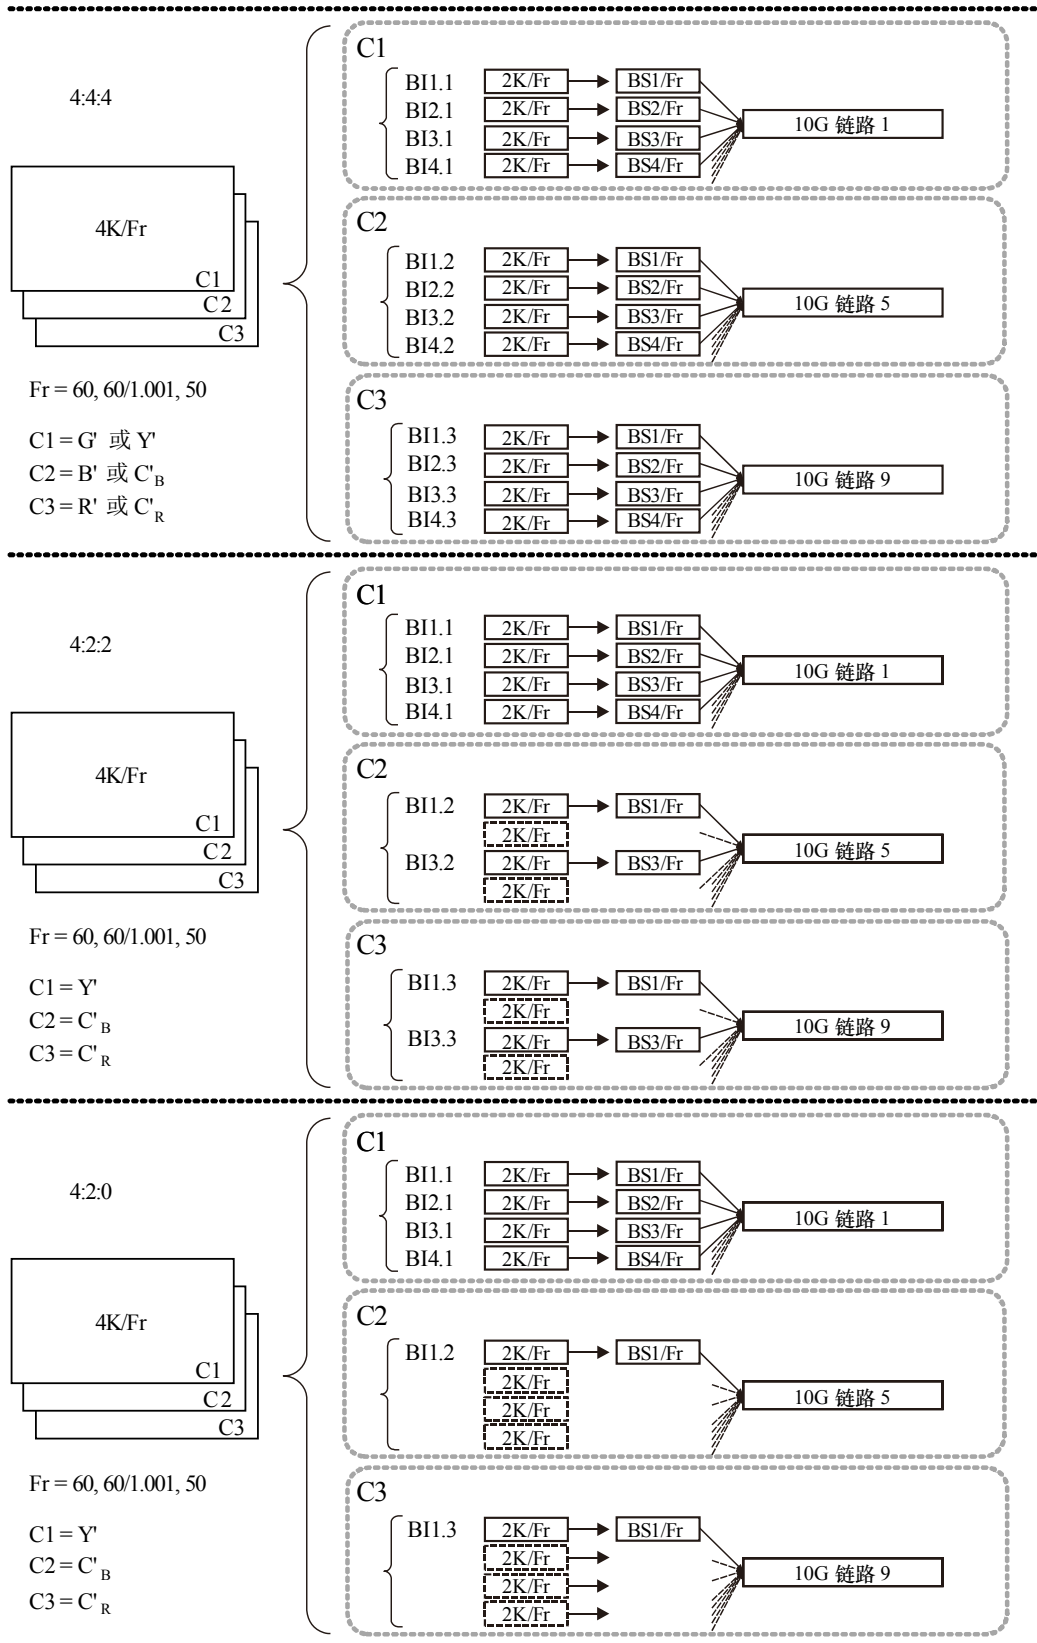 4:4:4
4K/Fr
C1
C2
C3
Fr = 60, 60/1.001, 50
C1 = G' 或 Y'
C2 = B' 或 C'B
C3 = R' 或 C'R
C1
BI1.1 2K/Fr BS1/Fr
BI2.1 2K/Fr BS2/Fr
BI3.1 2K/Fr BS3/Fr
BI4.1 2K/Fr BS4/Fr
10G 链路 1
C2
BI1.2 2K/Fr BS1/Fr
BI2.2 2K/Fr BS2/Fr
BI3.2 2K/Fr BS3/Fr
BI4.2 2K/Fr BS4/Fr
10G 链路 5
C3
BI1.3 2K/Fr BS1/Fr
BI2.3 2K/Fr BS2/Fr
BI3.3 2K/Fr BS3/Fr
BI4.3 2K/Fr BS4/Fr
10G 链路 9
4:2:2
4K/Fr
C1
C2
C3
Fr = 60, 60/1.001, 50
C1 = Y'
C2 = C'B
C3 = C'R
C1
BI1.1 2K/Fr BS1/Fr
BI2.1 2K/Fr BS2/Fr
BI3.1 2K/Fr BS3/Fr
BI4.1 2K/Fr BS4/Fr
10G 链路 1
C2
BI1.2 2K/Fr BS1/Fr
2K/Fr
BI3.2 2K/Fr BS3/Fr
2K/Fr
10G 链路 5
C3
BI1.3 2K/Fr BS1/Fr
2K/Fr
BI3.3 2K/Fr BS3/Fr
2K/Fr
10G 链路 9
4:2:0
4K/Fr
C1
C2
C3
Fr = 60, 60/1.001, 50
C1 = Y'
C2 = C'B
C3 = C'R
C1
BI1.1 2K/Fr BS1/Fr
BI2.1 2K/Fr BS2/Fr
BI3.1 2K/Fr BS3/Fr
BI4.1 2K/Fr BS4/Fr
10G 链路 1
C2
BI1.2 2K/Fr BS1/Fr
2K/Fr
2K/Fr
2K/Fr
10G 链路 5
C3
BI1.3 2K/Fr BS1/Fr
2K/Fr
2K/Fr
2K/Fr
10G 链路 9